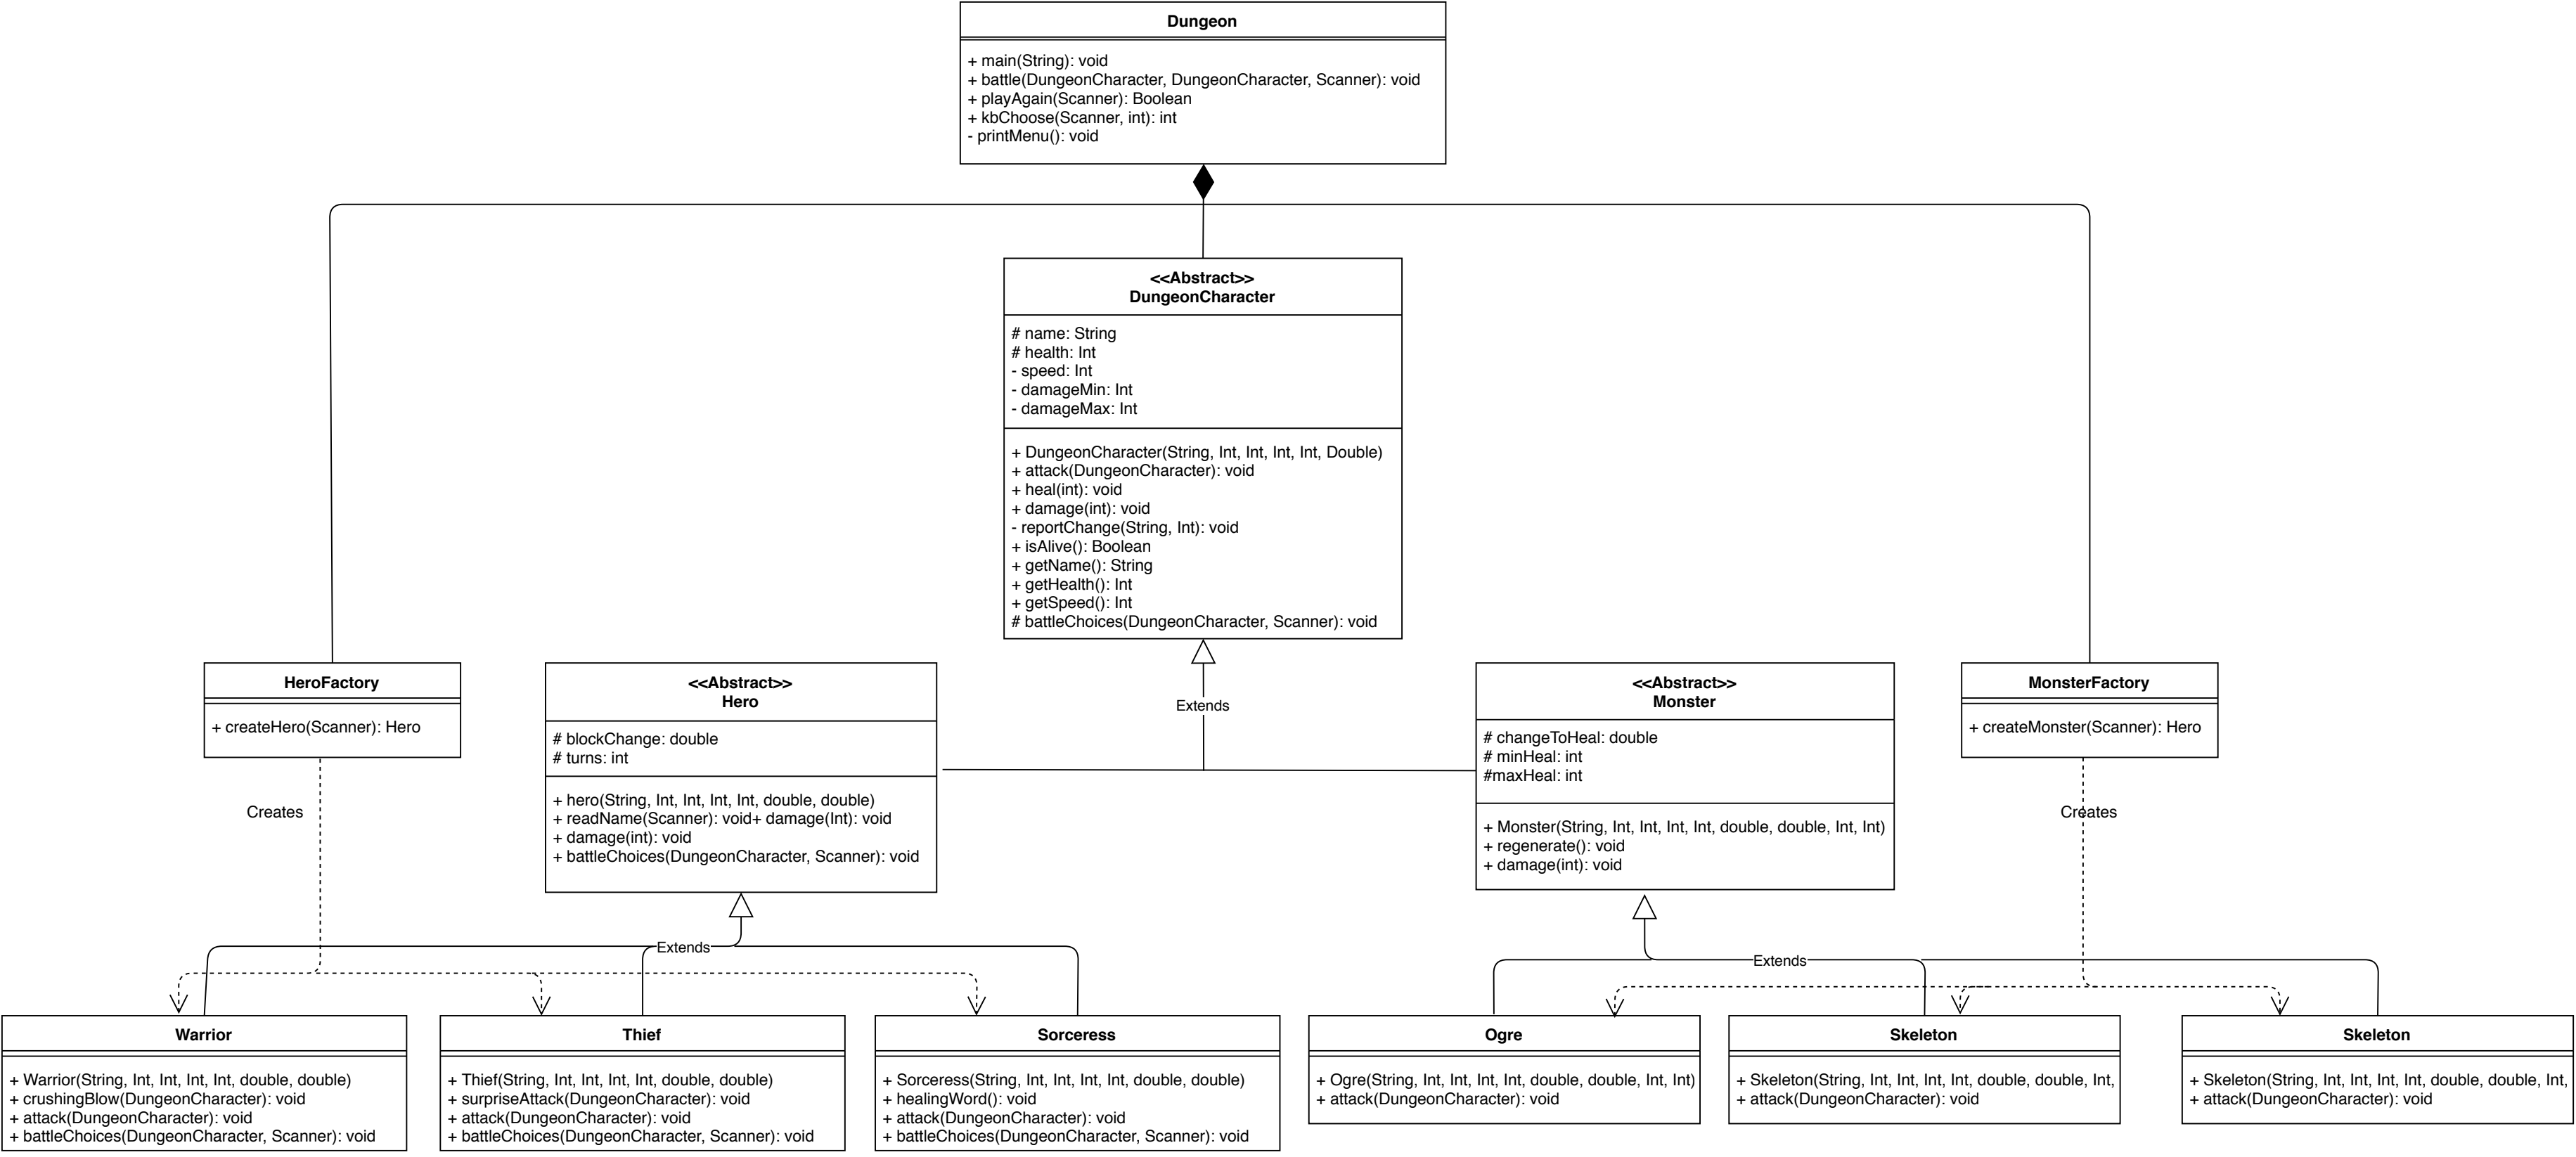 Dungeon
+ main(String): void
+ battle(DungeonCharacter, DungeonCharacter, Scanner): void
+ playAgain(Scanner): Boolean
+ kbChoose(Scanner, int): int
- printMenu(): void
<<Abstract>>
DungeonCharacter
# name: String
# health: Int
- speed: Int
- damageMin: Int
- damageMax: Int
+ DungeonCharacter(String, Int, Int, Int, Int, Double)
+ attack(DungeonCharacter): void
+ heal(int): void
+ damage(int): void
- reportChange(String, Int): void
+ isAlive(): Boolean
+ getName(): String
+ getHealth(): Int
+ getSpeed(): Int
# battleChoices(DungeonCharacter, Scanner): void
HeroFactory
+ createHero(Scanner): Hero
<<Abstract>>
Hero
# blockChange: double
# turns: int
+ hero(String, Int, Int, Int, Int, double, double)
+ readName(Scanner): void+ damage(Int): void
+ damage(int): void
+ battleChoices(DungeonCharacter, Scanner): void
Extends
<<Abstract>>
Monster
# changeToHeal: double
# minHeal: int
#maxHeal: int
+ Monster(String, Int, Int, Int, Int, double, double, Int, Int)
+ regenerate(): void
+ damage(int): void
MonsterFactory
+ createMonster(Scanner): Hero
Creates
Creates
Extends
Extends
Warrior
+ Warrior(String, Int, Int, Int, Int, double, double)
+ crushingBlow(DungeonCharacter): void
+ attack(DungeonCharacter): void
+ battleChoices(DungeonCharacter, Scanner): void
Thief
+ Thief(String, Int, Int, Int, Int, double, double)
+ surpriseAttack(DungeonCharacter): void
+ attack(DungeonCharacter): void
+ battleChoices(DungeonCharacter, Scanner): void
Sorceress
+ Sorceress(String, Int, Int, Int, Int, double, double)
+ healingWord(): void
+ attack(DungeonCharacter): void
+ battleChoices(DungeonCharacter, Scanner): void
Ogre
+ Ogre(String, Int, Int, Int, Int, double, double, Int, Int)
+ attack(DungeonCharacter): void
Skeleton
+ Skeleton(String, Int, Int, Int, Int, double, double, Int,
+ attack(DungeonCharacter): void
Skeleton
+ Skeleton(String, Int, Int, Int, Int, double, double, Int,
+ attack(DungeonCharacter): void